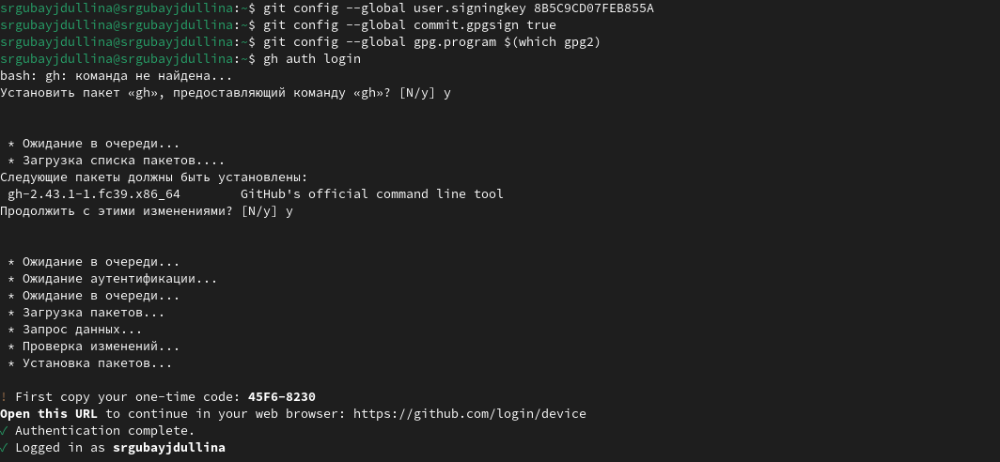 srgubayjdullina@srgubayjdullina:~$ git config --global user.signingkey 8B5C9CD07FEB855A
srgubayjdullina@srgubayjdullina:~$ git config --global commit.gpgsign true
srgubayjdullina@srgubayjdullina:~$ git config --global gpg.program $(which gpg2)
srgubayjdullina@srgubayjdullina:~$ gh auth login
bash: gh: команда не найдена...
Установить пакет «gh», предоставляющий команду «gh»? [N/y] y
* Ожидание в очереди...
* Загрузка списка пакетов....
Следующие пакеты должны быть установлены:
gh-2.43.1-1.fc39.x86_64 GitHub's official command line tool
Продолжить с этими изменениями? [N/y] y
* Ожидание в очереди...
* Ожидание аутентификации...
* Ожидание в очереди...
* Загрузка пакетов...
* Запрос данных...
* Проверка изменений...
* Установка пакетов...
! First copy your one-time code: 45F6-8230
Open this URL to continue in your web browser: https://github.com/login/device
✓ Authentication complete.
✓ Logged in as srgubayjdullina